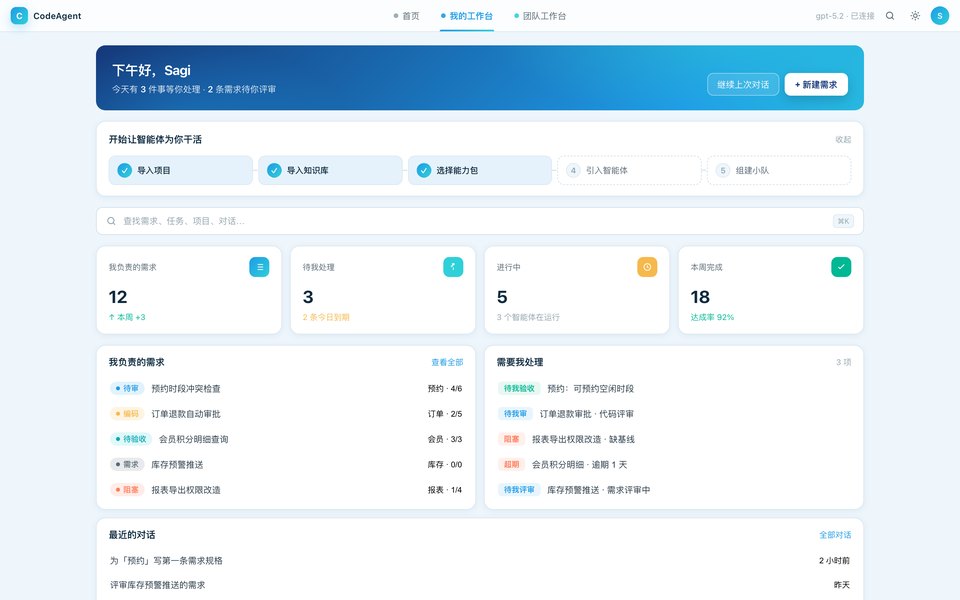 C CodeAgent
首页 我的工作台 团队工作台
gpt-5.2 · 已连接 S
下午好，Sagi
今天有 3 件事等你处理 · 2 条需求待你评审
继续上次对话 + 新建需求
开始让智能体为你干活 收起
导入项目 导入知识库 选择能力包 4 引入智能体 5 组建小队
查找需求、任务、项目、对话... ⌘K
我负责的需求
12
↑ 本周 +3
待我处理
3
2 条今日到期
进行中
5
3 个智能体在运行
本周完成
18
达成率 92%
我负责的需求 查看全部
待审 预约时段冲突检查 预约 · 4/6
编码 订单退款自动审批 订单 · 2/5
待验收 会员积分明细查询 会员 · 3/3
需求 库存预警推送 库存 · 0/0
阻塞 报表导出权限改造 报表 · 1/4
需要我处理 3 项
待我验收 预约：可预约空闲时段
待我审 订单退款审批 · 代码评审
阻塞 报表导出权限改造 · 缺基线
超期 会员积分明细 · 逾期 1 天
待我评审 库存预警推送 · 需求评审中
最近的对话 全部对话
为「预约」写第一条需求规格 2 小时前
评审库存预警推送的需求 昨天